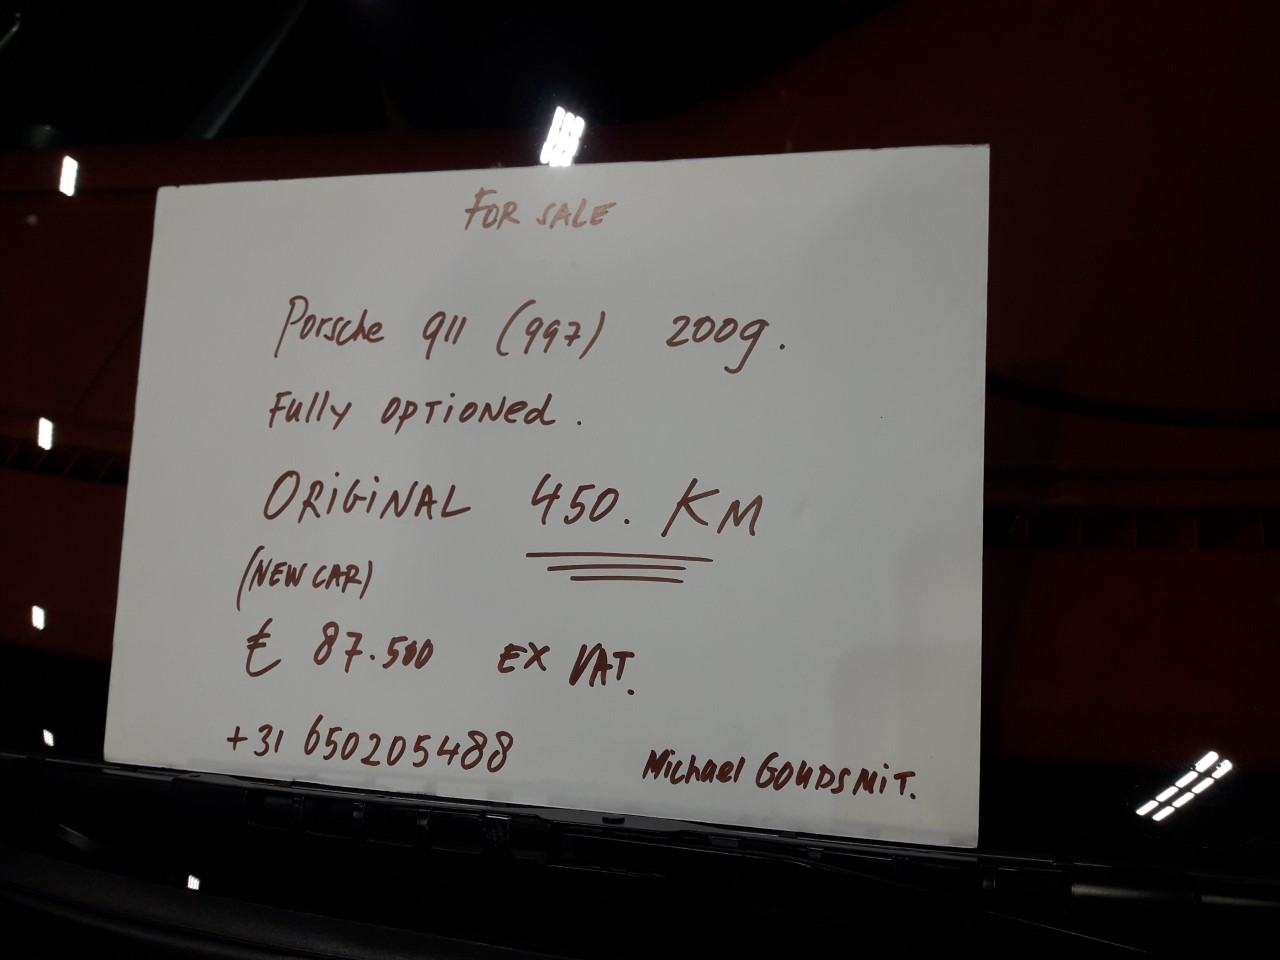 FOR SALE
Porsche 911 (997) 2009.
Fully OPTIONED.
ORIGINAL 450. KM
(NEW CAR)
€ 87.500 EX VAT.
+31 650205488 Michael GOUDSMIT.